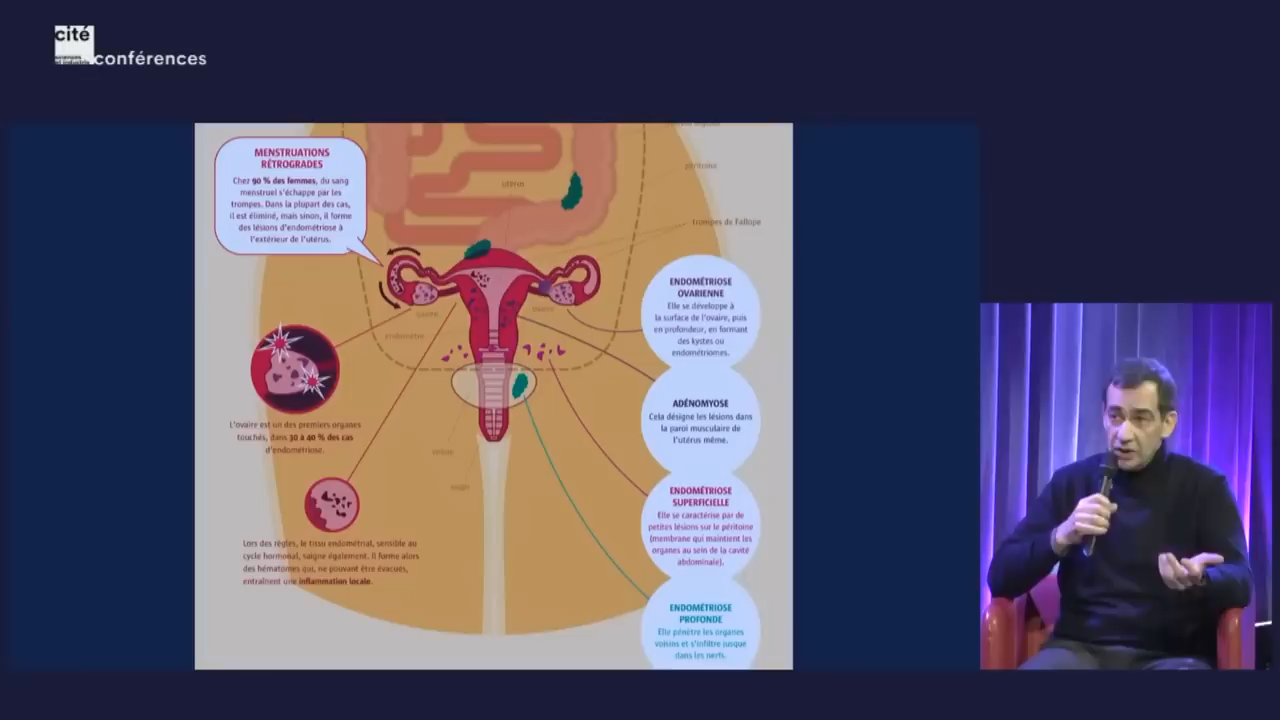 cité
sciences
et industrie
conférences
MENSTRUATIONS
RÉTROGRADES
Chez 90 % des femmes, du sang
menstruel s'échappe par les
trompes. Dans la plupart des cas,
il est éliminé, mais sinon, il forme
des lésions d'endométriose à
l'extérieur de l'utérus.
utérus
péritoine
trompes de Fallope
ovaire
endomètre
L'ovaire est un des premiers organes
touchés, dans 30 à 40 % des cas
d'endométriose.
Lors des règles, le tissu endométrial, sensible au
cycle hormonal, saigne également. Il forme alors
des hématomes qui, ne pouvant être évacués,
entraînent une inflammation locale.
ENDOMÉTRIOSE
OVARIENNE
Elle se développe à
la surface de l'ovaire, puis
en profondeur, en formant
des kystes ou
endométriomes.
ADÉNOMYOSE
Cela désigne les lésions dans
la paroi musculaire de
l'utérus même.
ENDOMÉTRIOSE
SUPERFICIELLE
Elle se caractérise par de
petites lésions sur le péritoine
(membrane qui maintient les
organes au sein de la cavité
abdominale).
ENDOMÉTRIOSE
PROFONDE
Elle pénètre les organes
voisins et s'infiltre jusque
dans les nerfs.